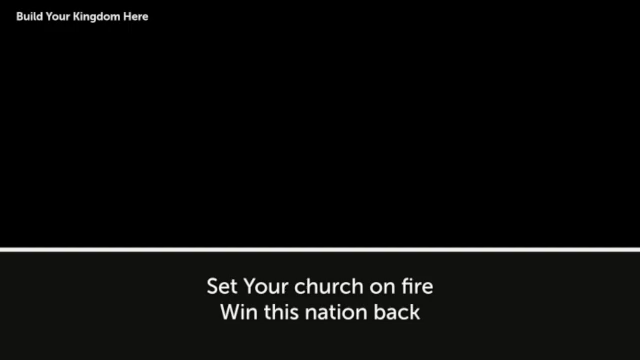 Build Your Kingdom Here
Set Your church on fire
Win this nation back